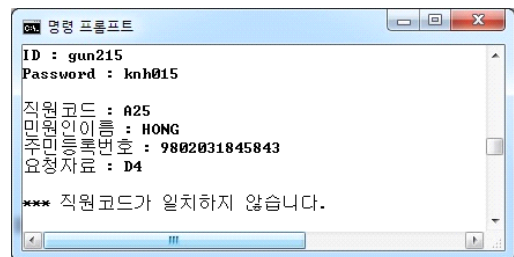 명령 프롬프트
ID : gun215
Password : knh015
직원코드 : A25
민원인이름 : HONG
주민등록번호 : 9802031845843
요청자료 : D4
*** 직원코드가 일치하지 않습니다.